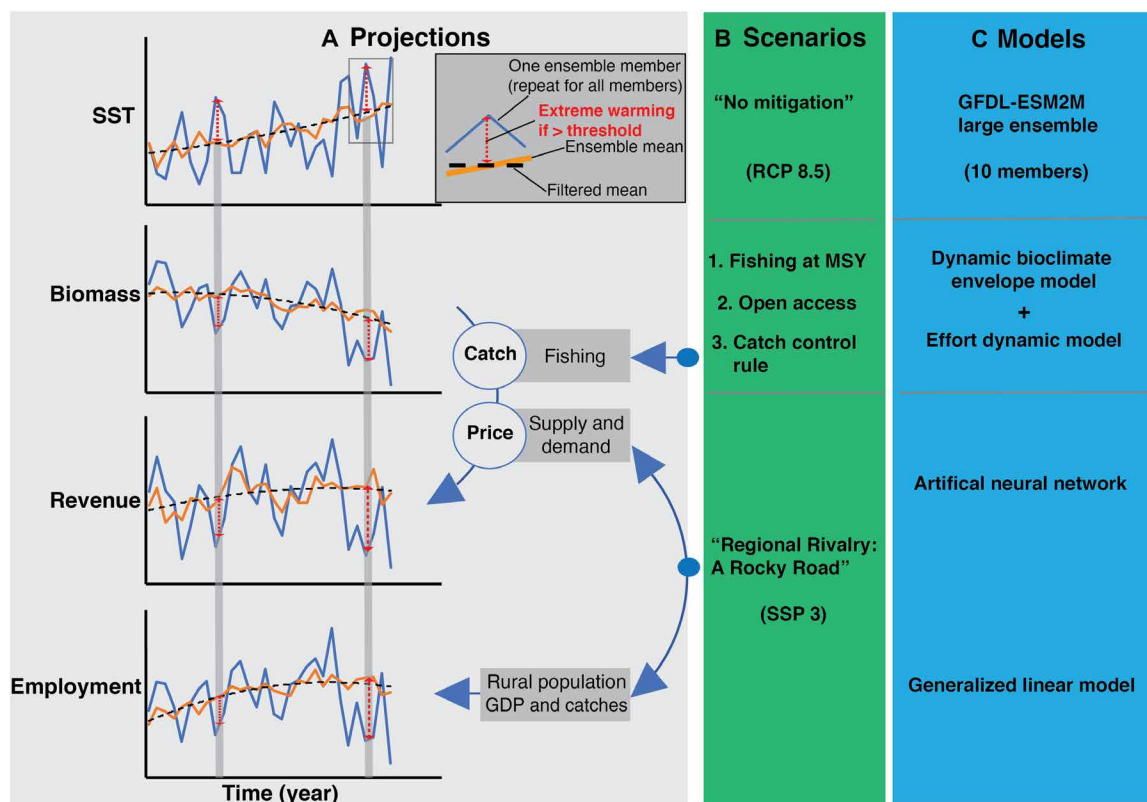 A Projections
SST
One ensemble member
(repeat for all members)
Extreme warming
if > threshold
Ensemble mean
Filtered mean
Biomass
Catch
Fishing
Price
Supply and
demand
Revenue
Employment
Rural population
GDP and catches
Time (year)
B Scenarios
“No mitigation”
(RCP 8.5)
1. Fishing at MSY
2. Open access
3. Catch control
rule
“Regional Rivalry:
A Rocky Road”
(SSP 3)
C Models
GFDL-ESM2M
large ensemble
(10 members)
Dynamic bioclimate
envelope model
+
Effort dynamic model
Artifical neural network
Generalized linear model